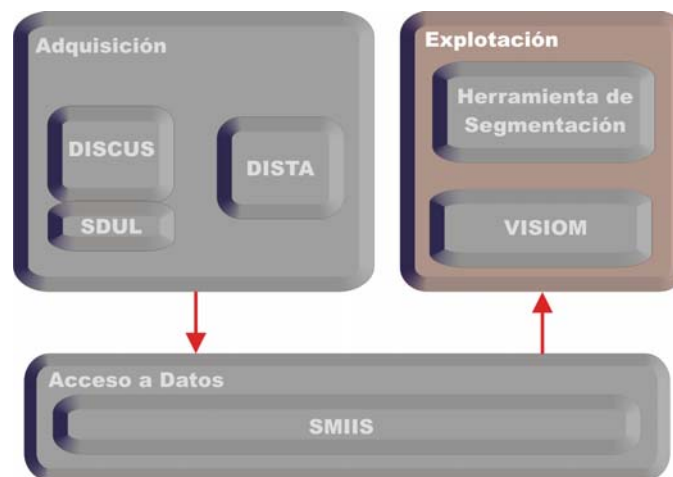 Adquisición
DISCUS
SDUL
DISTA
Explotación
Herramienta de
Segmentación
VISIOM
Acceso a Datos
SMIIS